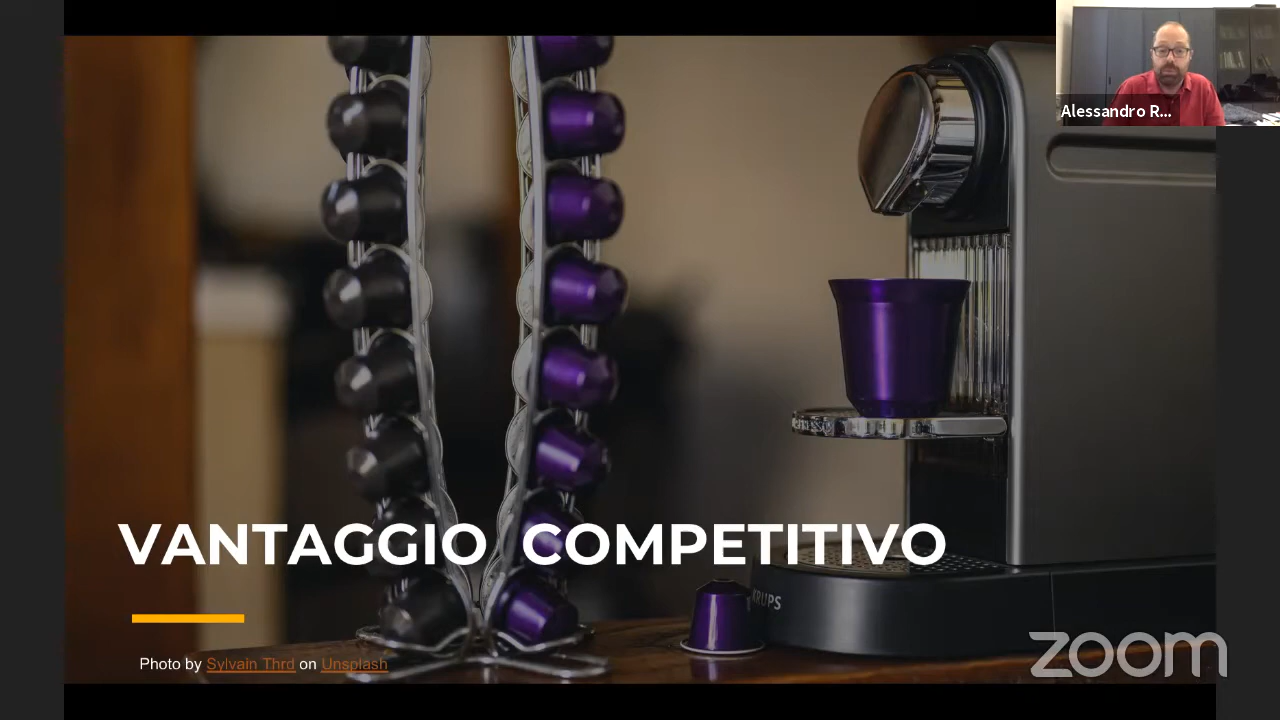 Alessandro R...
VANTAGGIO COMPETITIVO
KRUPS
Photo by Sylvain Thrd on Unsplash
zoom